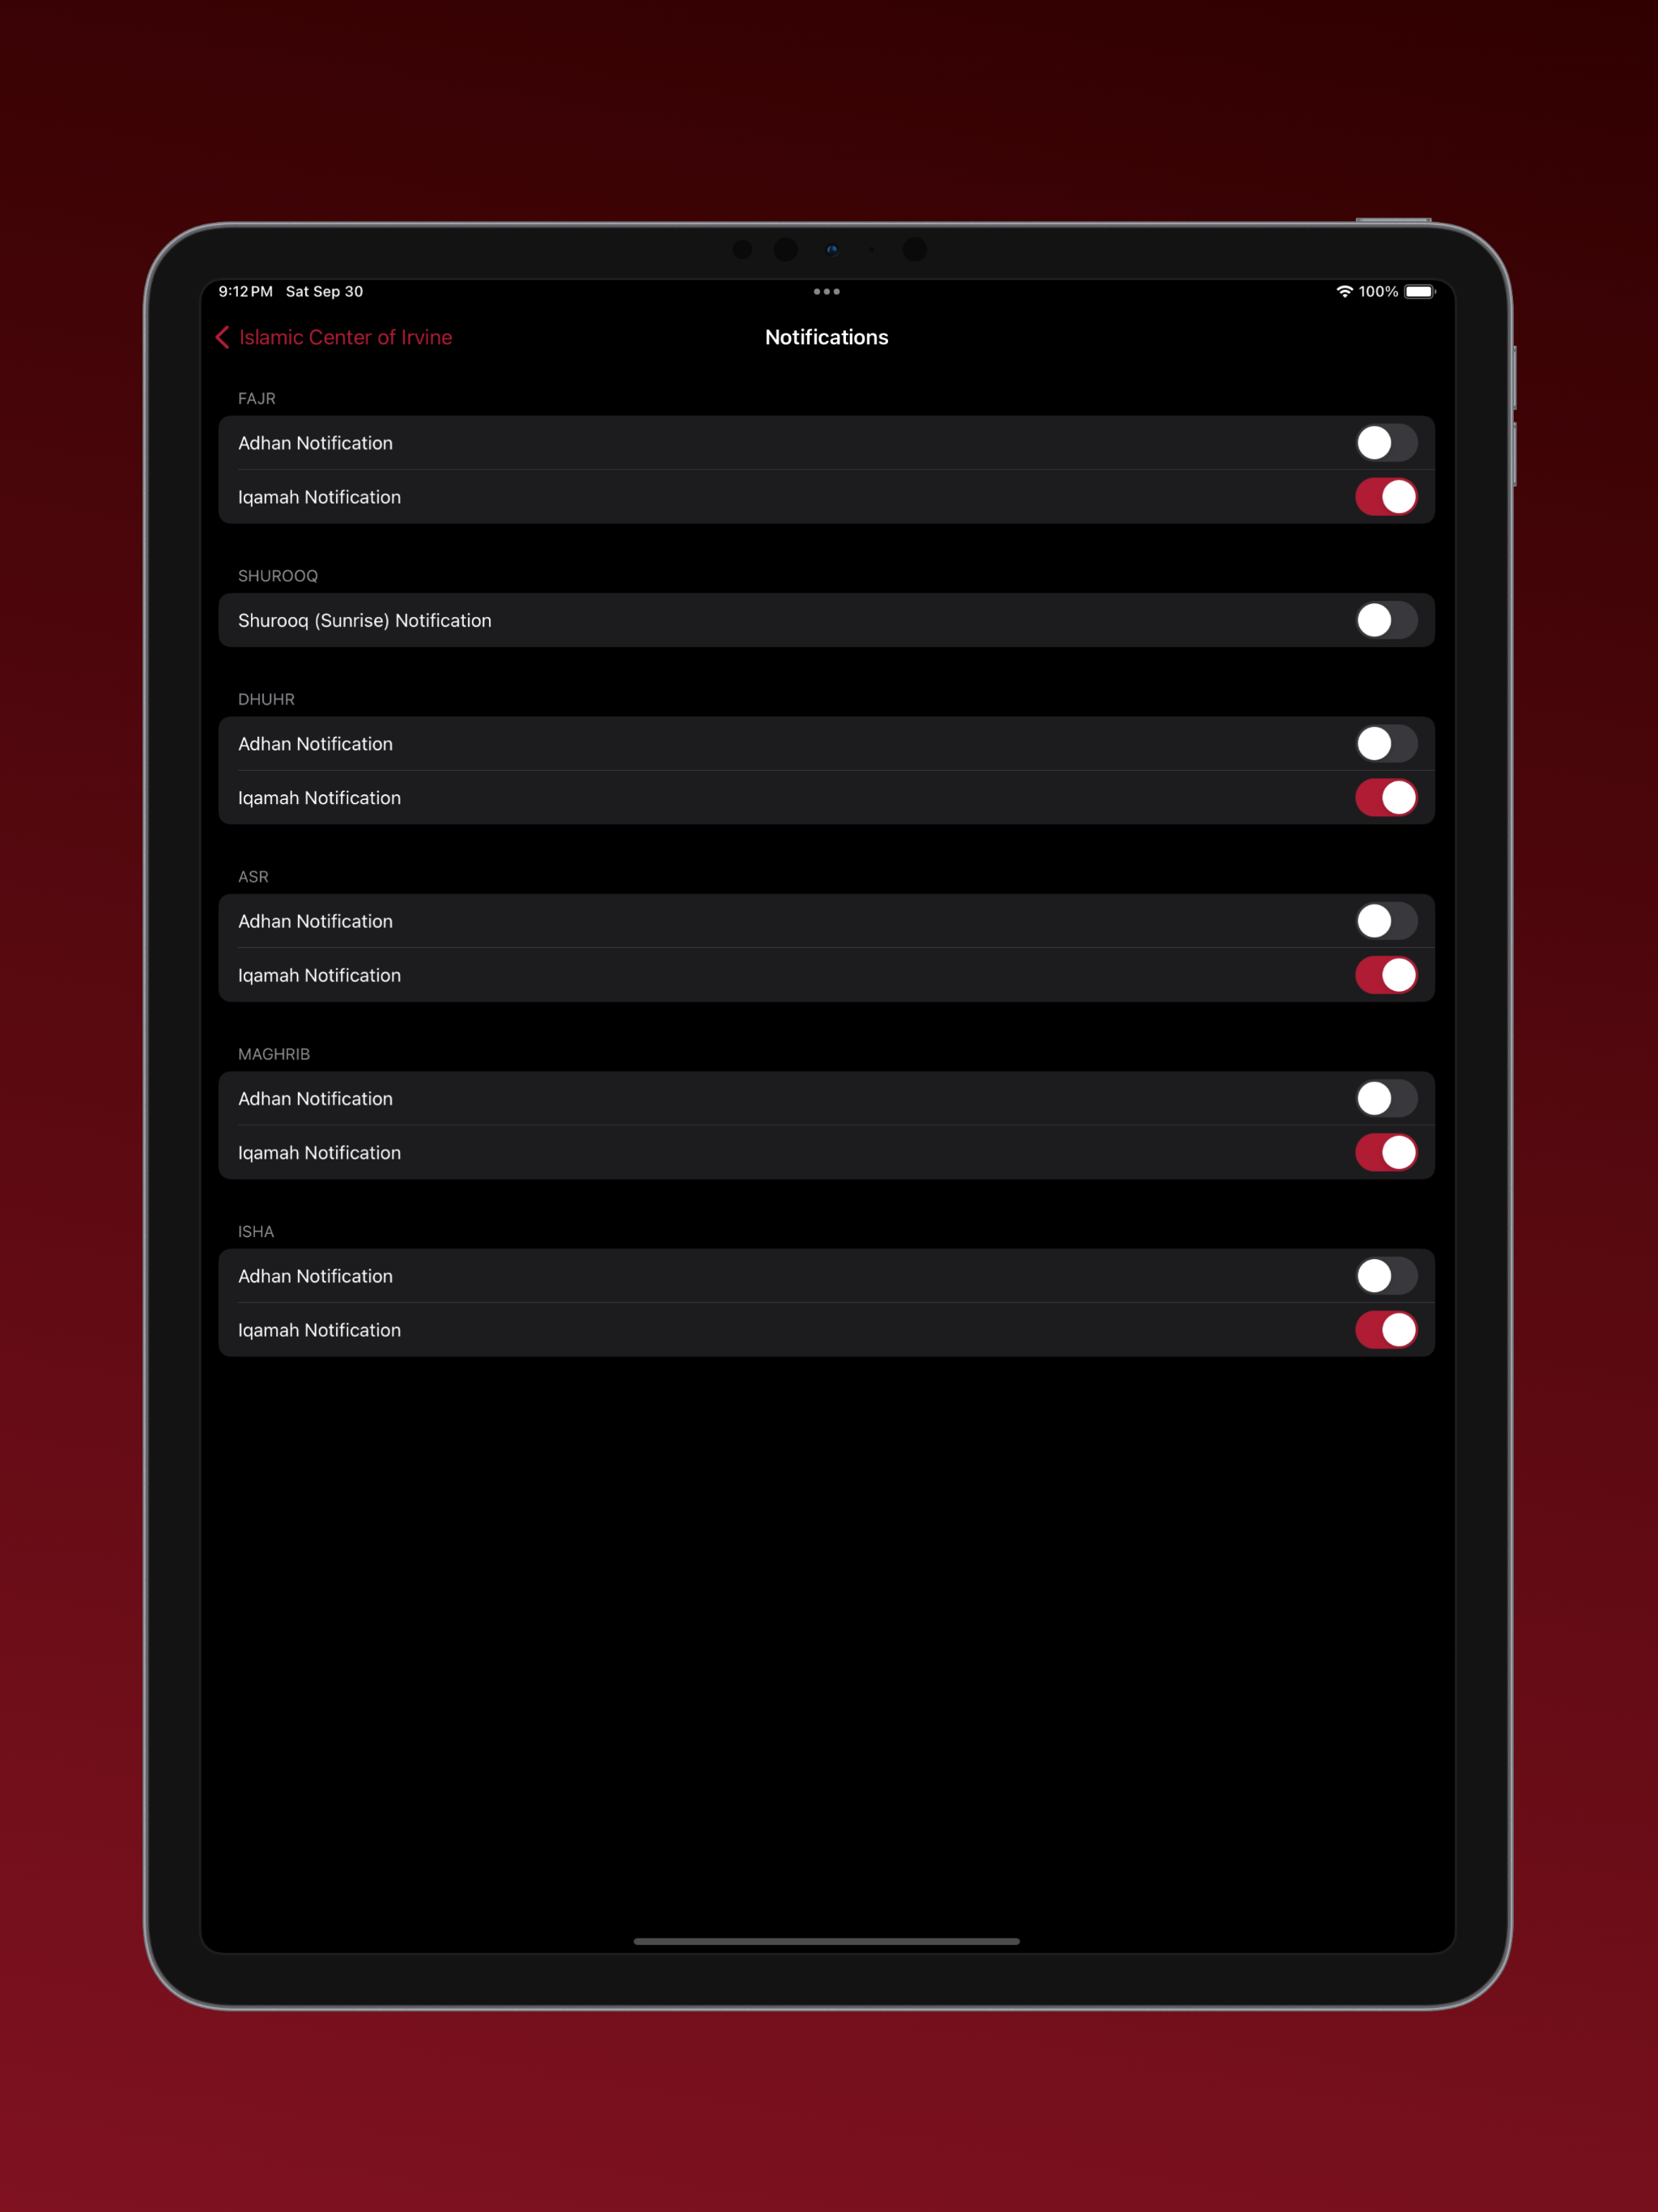 9:12 PM Sat Sep 30 100%
Islamic Center of Irvine Notifications
FAJR
Adhan Notification
Iqamah Notification
SHUROOQ
Shurooq (Sunrise) Notification
DHUHR
Adhan Notification
Iqamah Notification
ASR
Adhan Notification
Iqamah Notification
MAGHRIB
Adhan Notification
Iqamah Notification
ISHA
Adhan Notification
Iqamah Notification